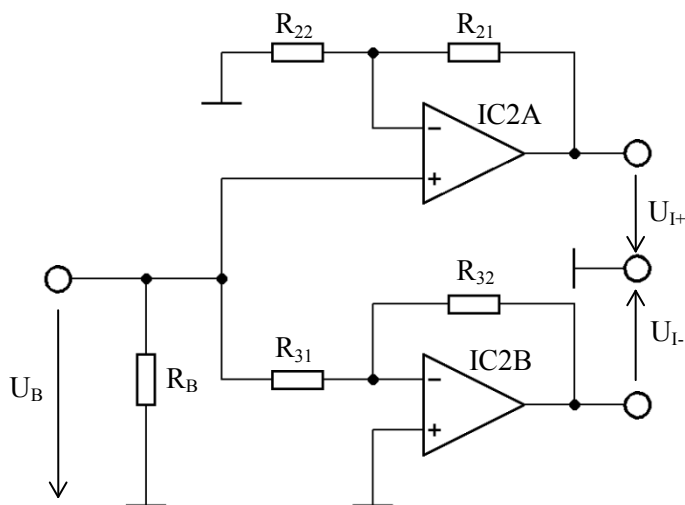 R22
R21
IC2A
−
+
UI+
R32
UI-
R31
IC2B
−
+
RB
UB